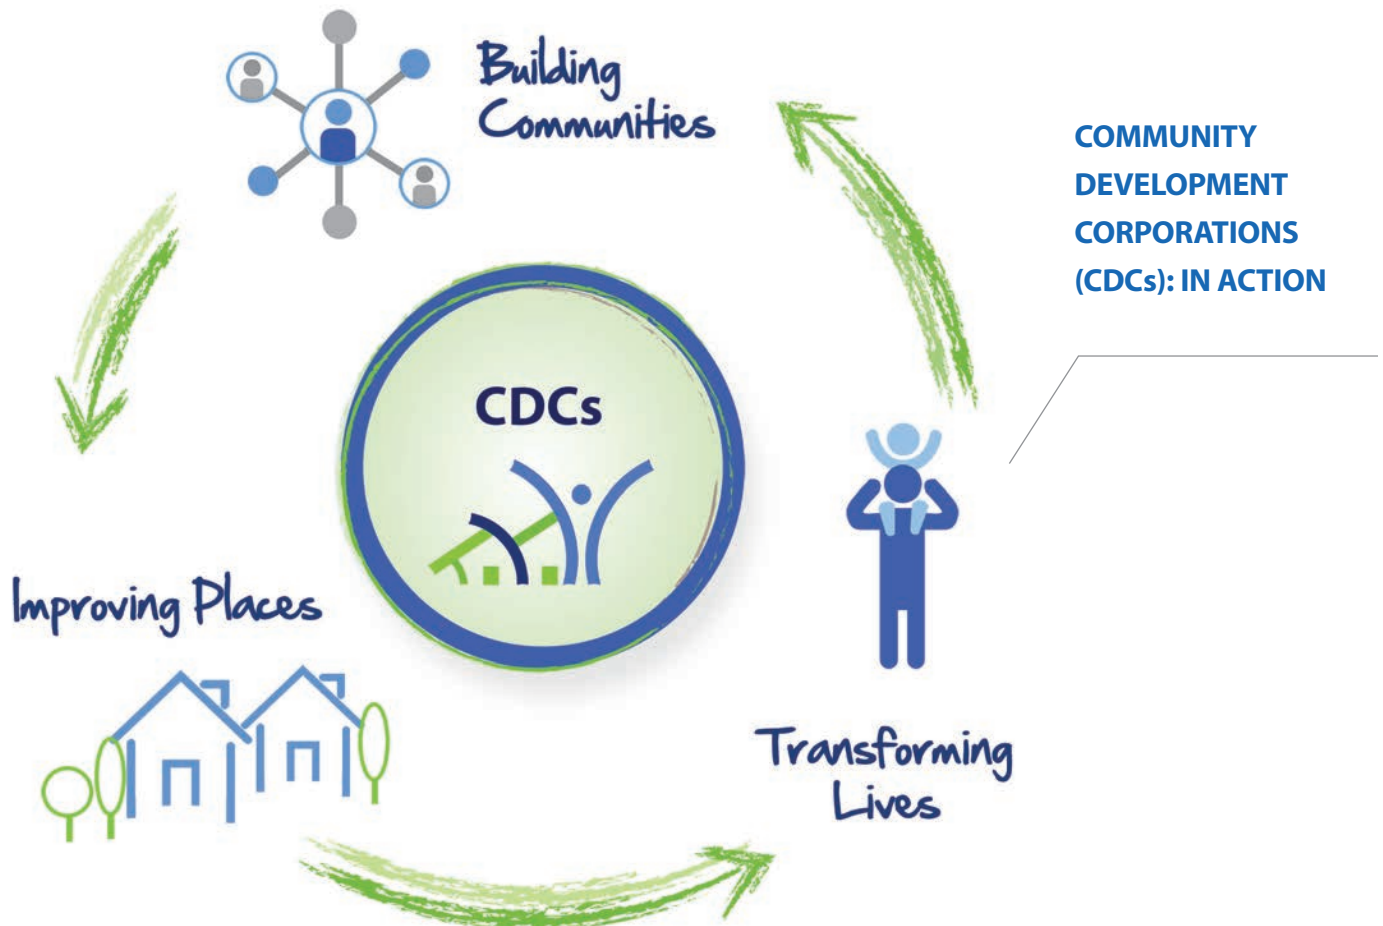 Building
Communities
COMMUNITY
DEVELOPMENT
CORPORATIONS
(CDCs): IN ACTION
CDCs
Improving Places
Transforming
Lives